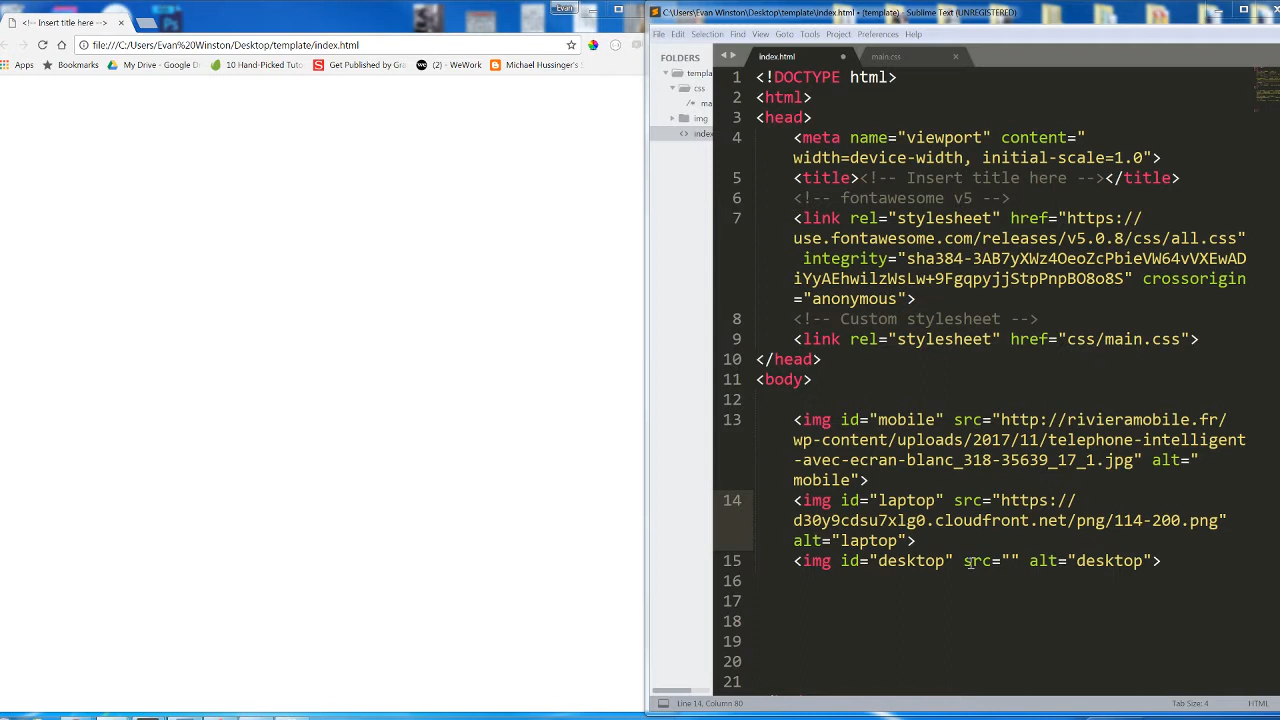 <!-- Insert title here -->
Evan
file:///C:/Users/Evan%20Winston/Desktop/template/index.html
Apps Bookmarks My Drive - Google Dr 10 Hand-Picked Tuto Get Published by Gra (2) - WeWork Michael Hussinger's B
C:\Users\Evan Winston\Desktop\template\index.html • (template) - Sublime Text (UNREGISTERED)
File Edit Selection Find View Goto Tools Project Preferences Help
FOLDERS
templa
css
ma
img
index
index.html main.css
1 <!DOCTYPE html>
2 <html>
3 <head>
4 <meta name="viewport" content="
width=device-width, initial-scale=1.0">
5 <title><!-- Insert title here --></title>
6 <!-- fontawesome v5 -->
7 <link rel="stylesheet" href="https://
use.fontawesome.com/releases/v5.0.8/css/all.css"
integrity="sha384-3AB7yXWz4OeoZcPbieVW64vVXEwAD
iYyAEhwilzWsLw+9FgqpyjjStpPnpBO8o8S" crossorigin
="anonymous">
8 <!-- Custom stylesheet -->
9 <link rel="stylesheet" href="css/main.css">
10 </head>
11 <body>
12
13 <img id="mobile" src="http://rivieramobile.fr/
wp-content/uploads/2017/11/telephone-intelligent
-avec-ecran-blanc_318-35639_17_1.jpg" alt="
mobile">
14 <img id="laptop" src="https://
d30y9cdsu7xlg0.cloudfront.net/png/114-200.png"
alt="laptop">
15 <img id="desktop" src="" alt="desktop">
16
17
18
19
20
21
Line 14, Column 80 Tab Size: 4 HTML